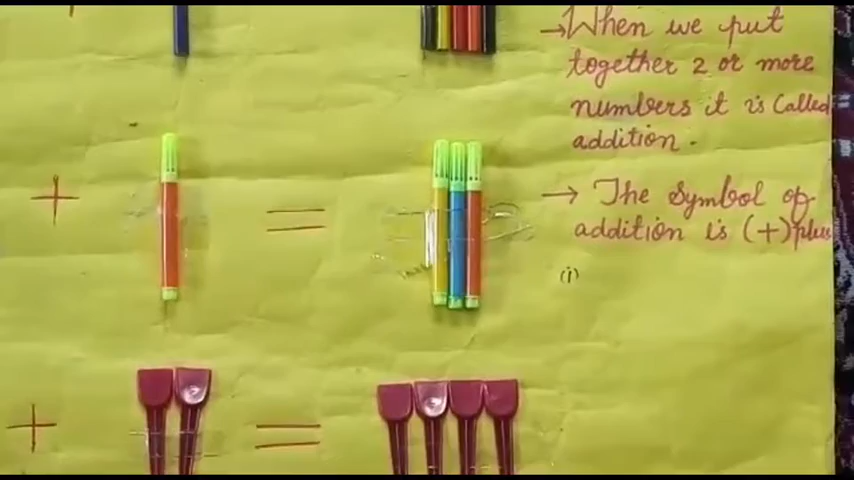 → When we put
together 2 or more
numbers it is Called
addition.
+ =
→ The Symbol of
addition is (+) plus
(i)
+ =